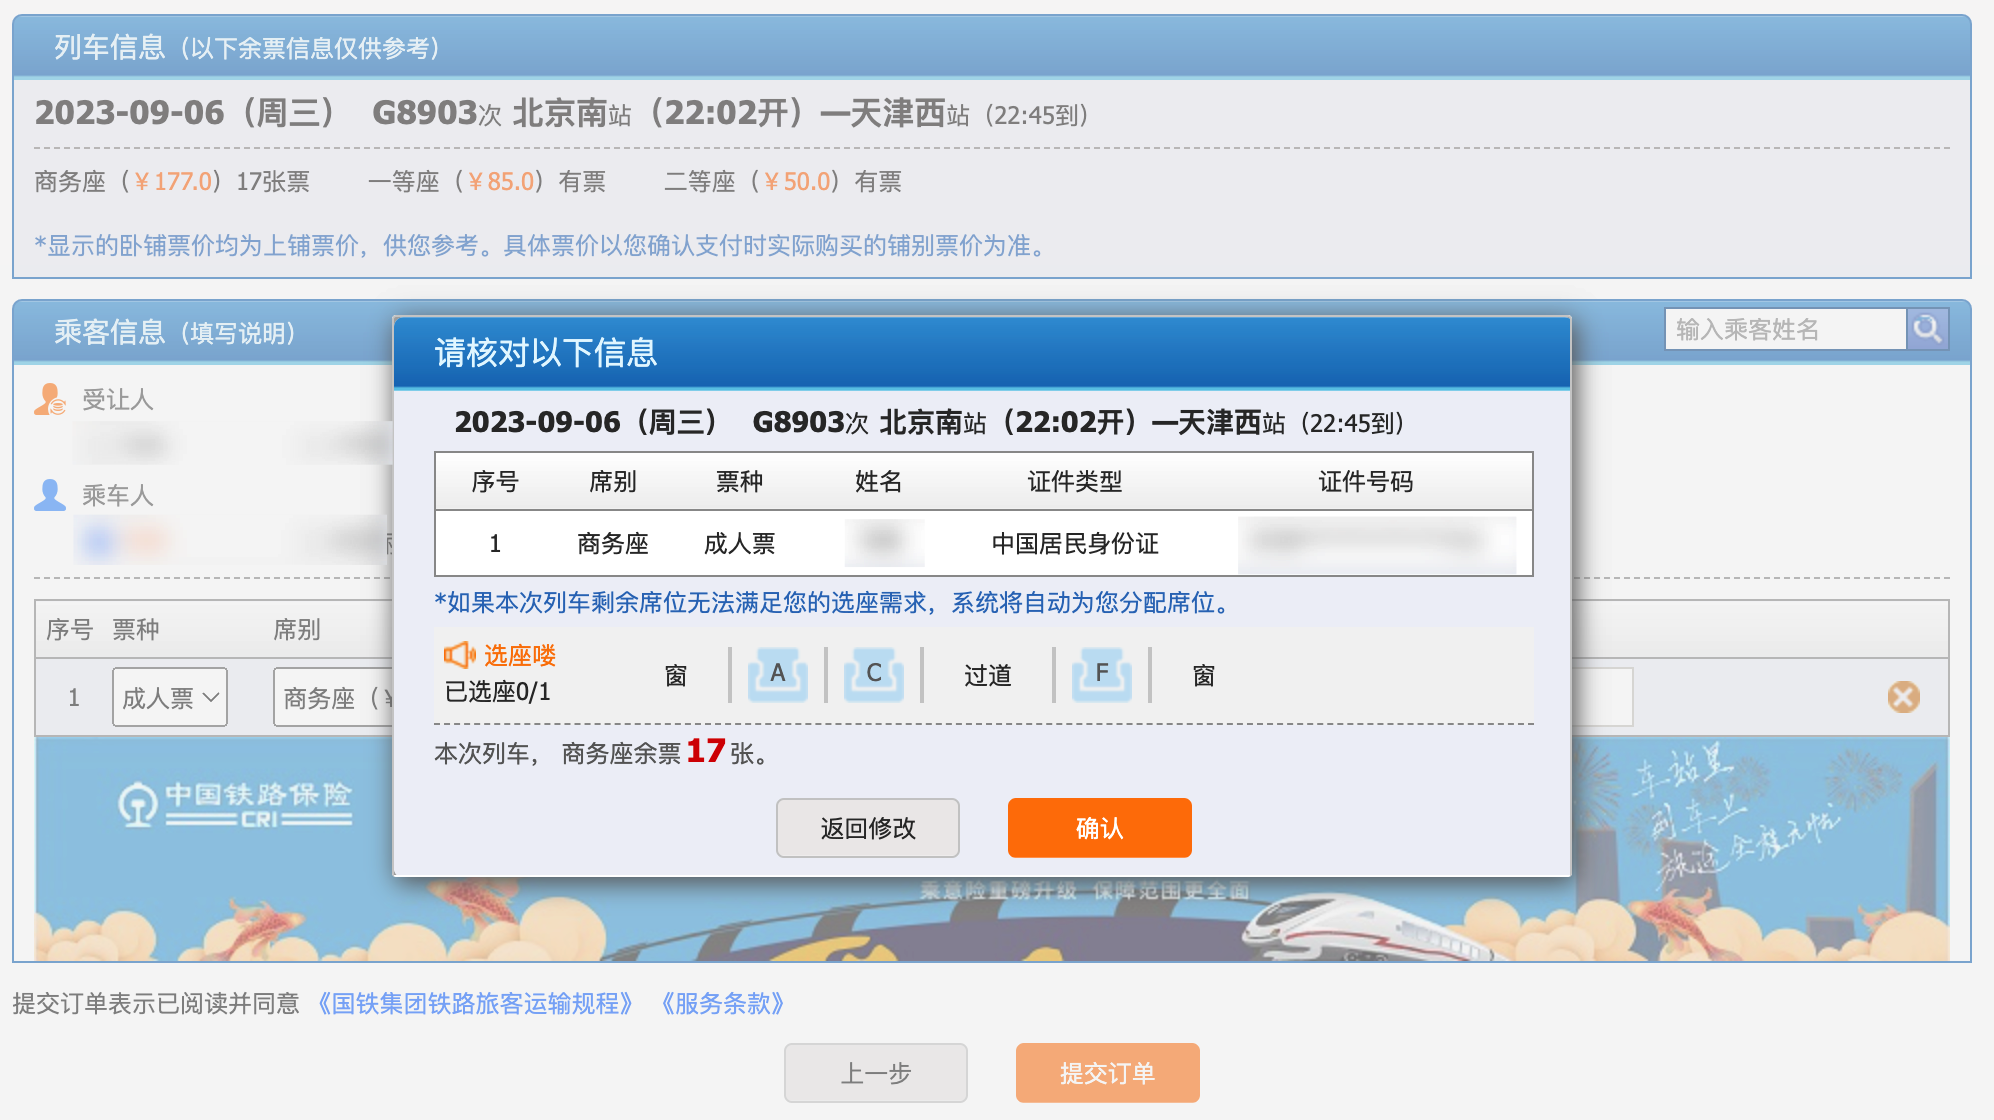 列车信息（以下余票信息仅供参考）
2023-09-06（周三） G8903次 北京南站（22:02开）—天津西站（22:45到）
商务座（￥177.0）17张票 一等座（￥85.0）有票 二等座（￥50.0）有票
*显示的卧铺票价均为上铺票价，供您参考。具体票价以您确认支付时实际购买的铺别票价为准。
乘客信息（填写说明）
输入乘客姓名
受让人
乘车人
序号 票种 席别
1 成人票 商务座（￥
请核对以下信息
2023-09-06（周三） G8903次 北京南站（22:02开）—天津西站（22:45到）
序号 席别 票种 姓名 证件类型 证件号码
1 商务座 成人票 中国居民身份证
*如果本次列车剩余席位无法满足您的选座需求，系统将自动为您分配席位。
选座喽
已选座0/1
窗 A C 过道 F 窗
本次列车， 商务座余票17张。
返回修改 确认
中国铁路保险
CRI
车站里
列车上
旅途全程无忧
乘意险重磅升级 保障范围更全面
提交订单表示已阅读并同意 《国铁集团铁路旅客运输规程》 《服务条款》
上一步 提交订单